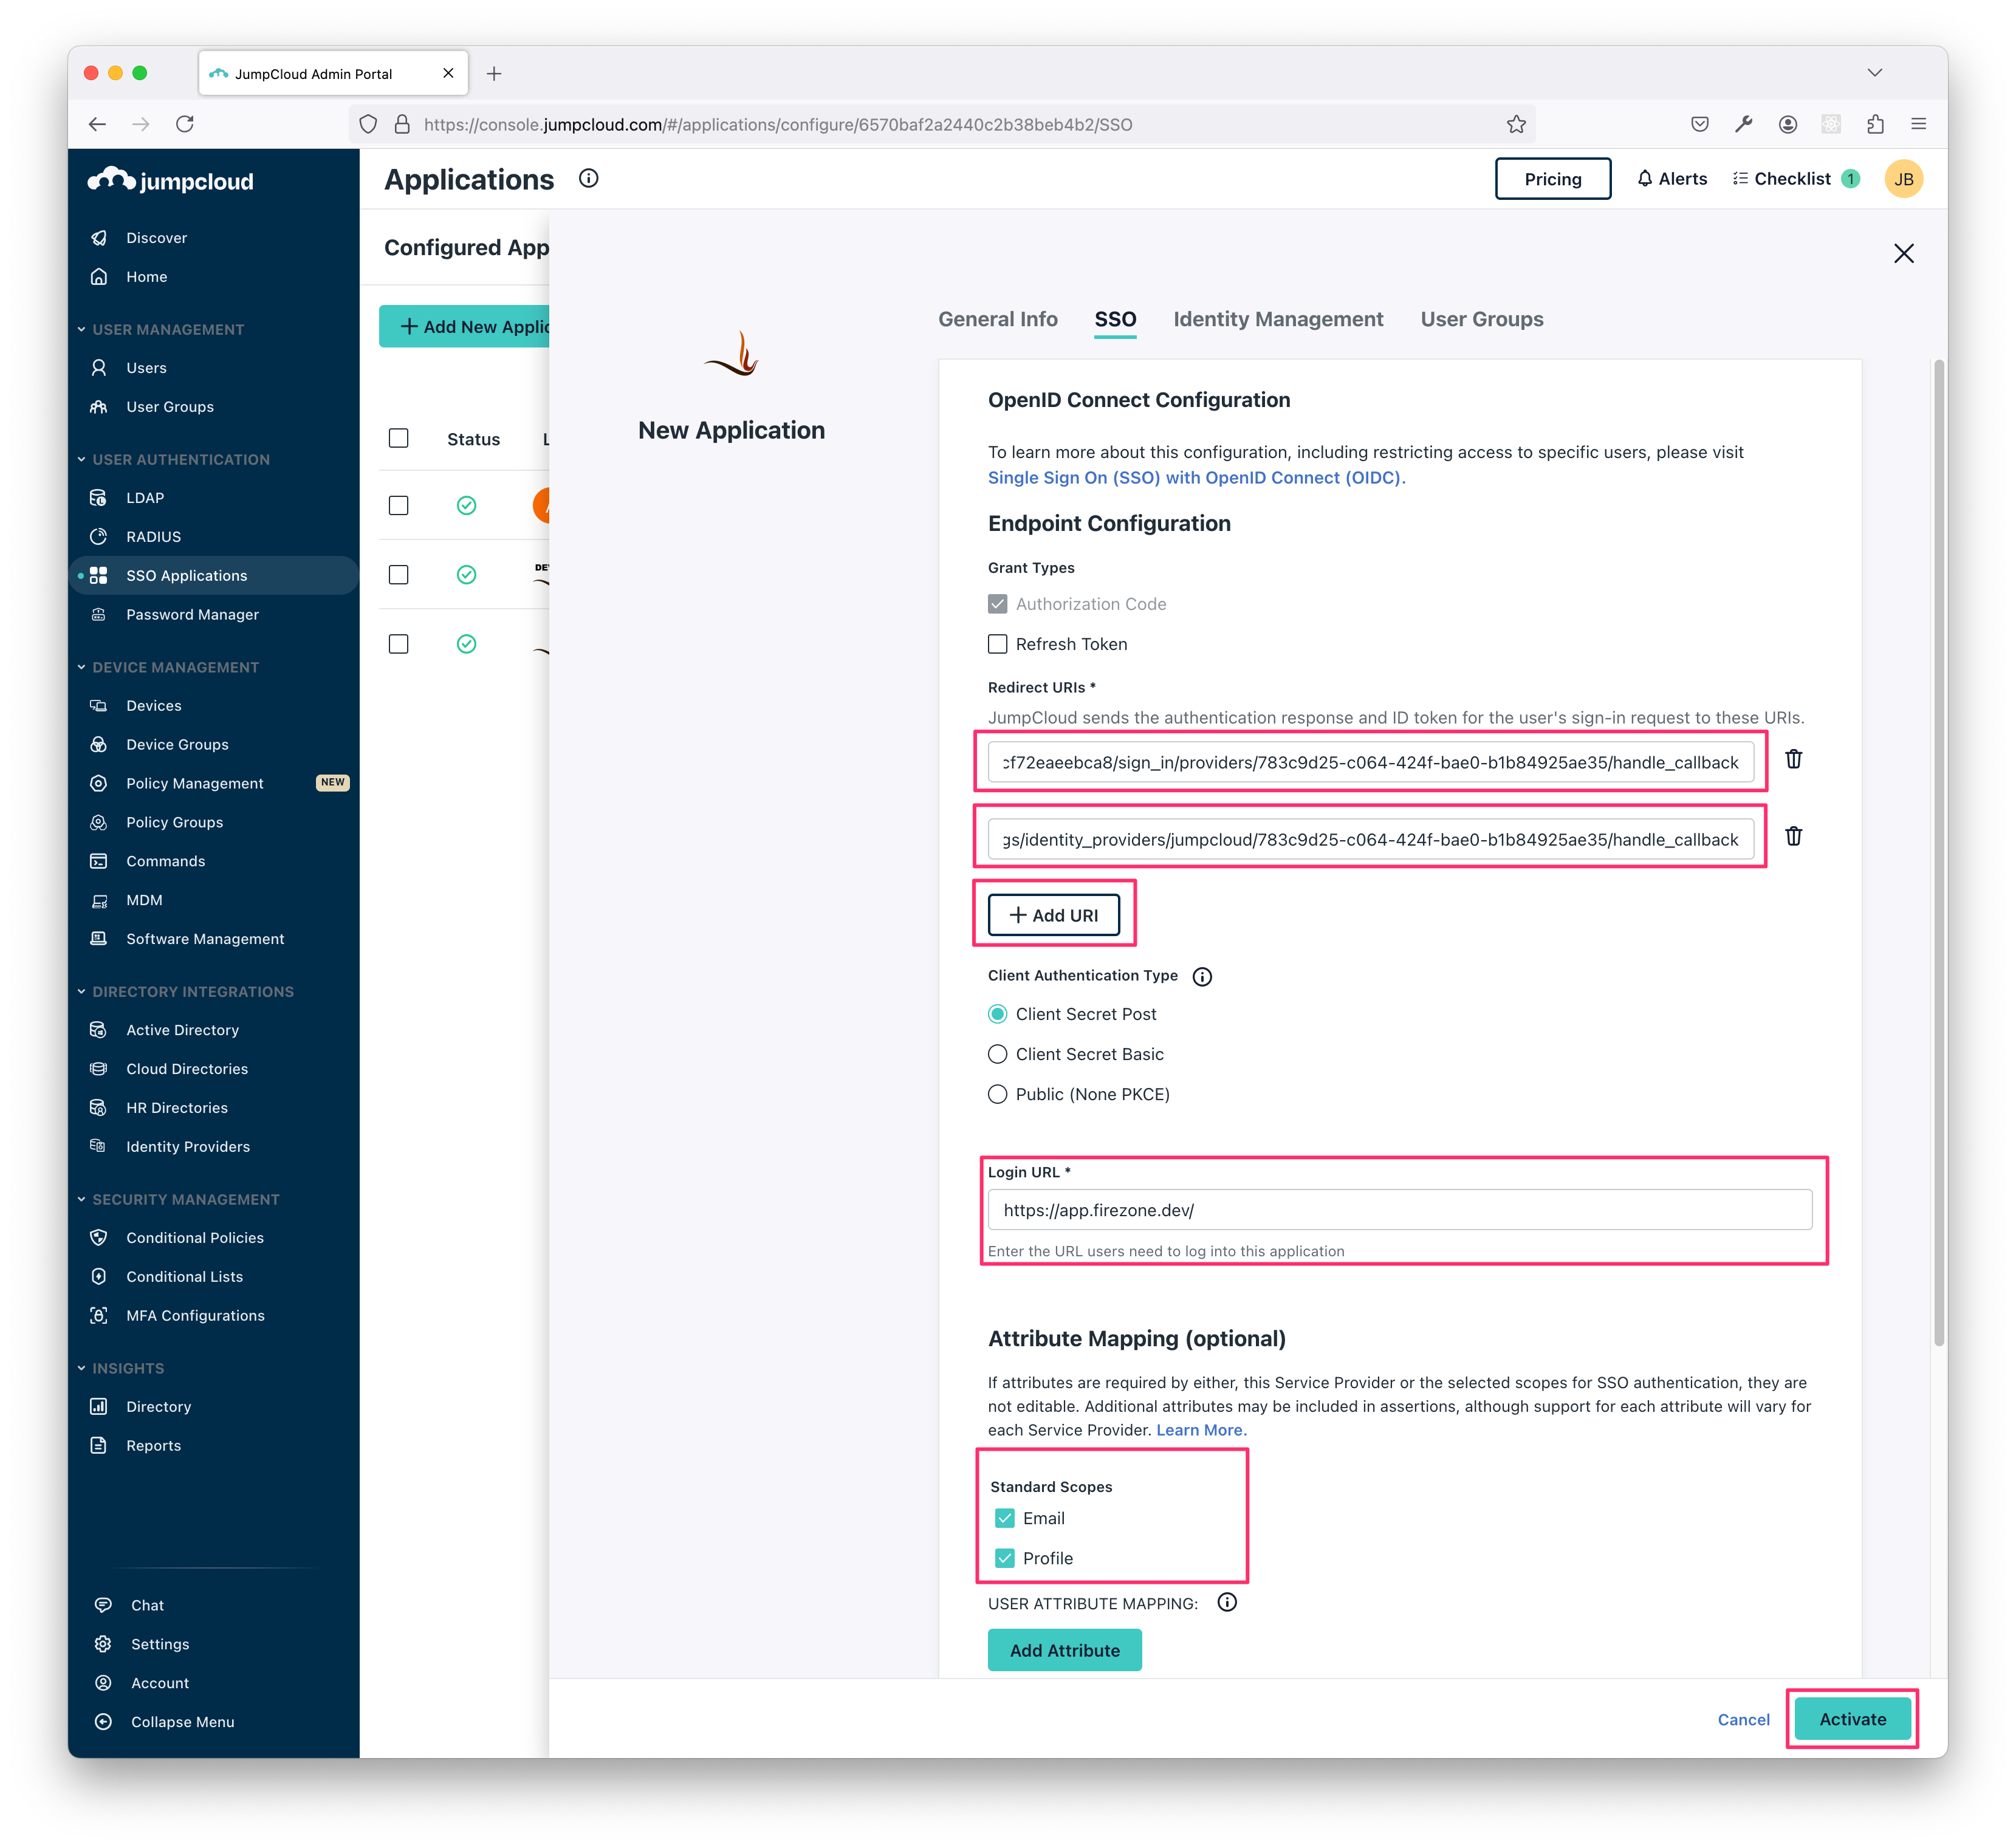 JumpCloud Admin Portal
https://console.jumpcloud.com/#/applications/configure/6570baf2a2440c2b38beb4b2/SSO
jumpcloud
Discover
Home
USER MANAGEMENT
Users
User Groups
USER AUTHENTICATION
LDAP
RADIUS
SSO Applications
Password Manager
DEVICE MANAGEMENT
Devices
Device Groups
Policy Management NEW
Policy Groups
Commands
MDM
Software Management
DIRECTORY INTEGRATIONS
Active Directory
Cloud Directories
HR Directories
Identity Providers
SECURITY MANAGEMENT
Conditional Policies
Conditional Lists
MFA Configurations
INSIGHTS
Directory
Reports
Chat
Settings
Account
Collapse Menu
Applications
Pricing
Alerts
Checklist 1
JB
Configured App
Add New Applic
Status L
DE
New Application
General Info SSO Identity Management User Groups
OpenID Connect Configuration
To learn more about this configuration, including restricting access to specific users, please visit
Single Sign On (SSO) with OpenID Connect (OIDC).
Endpoint Configuration
Grant Types
Authorization Code
Refresh Token
Redirect URIs *
JumpCloud sends the authentication response and ID token for the user's sign-in request to these URIs.
cf72eaeebca8/sign_in/providers/783c9d25-c064-424f-bae0-b1b84925ae35/handle_callback
gs/identity_providers/jumpcloud/783c9d25-c064-424f-bae0-b1b84925ae35/handle_callback
Add URI
Client Authentication Type
Client Secret Post
Client Secret Basic
Public (None PKCE)
Login URL *
https://app.firezone.dev/
Enter the URL users need to log into this application
Attribute Mapping (optional)
If attributes are required by either, this Service Provider or the selected scopes for SSO authentication, they are
not editable. Additional attributes may be included in assertions, although support for each attribute will vary for
each Service Provider. Learn More.
Standard Scopes
Email
Profile
USER ATTRIBUTE MAPPING:
Add Attribute
Cancel
Activate